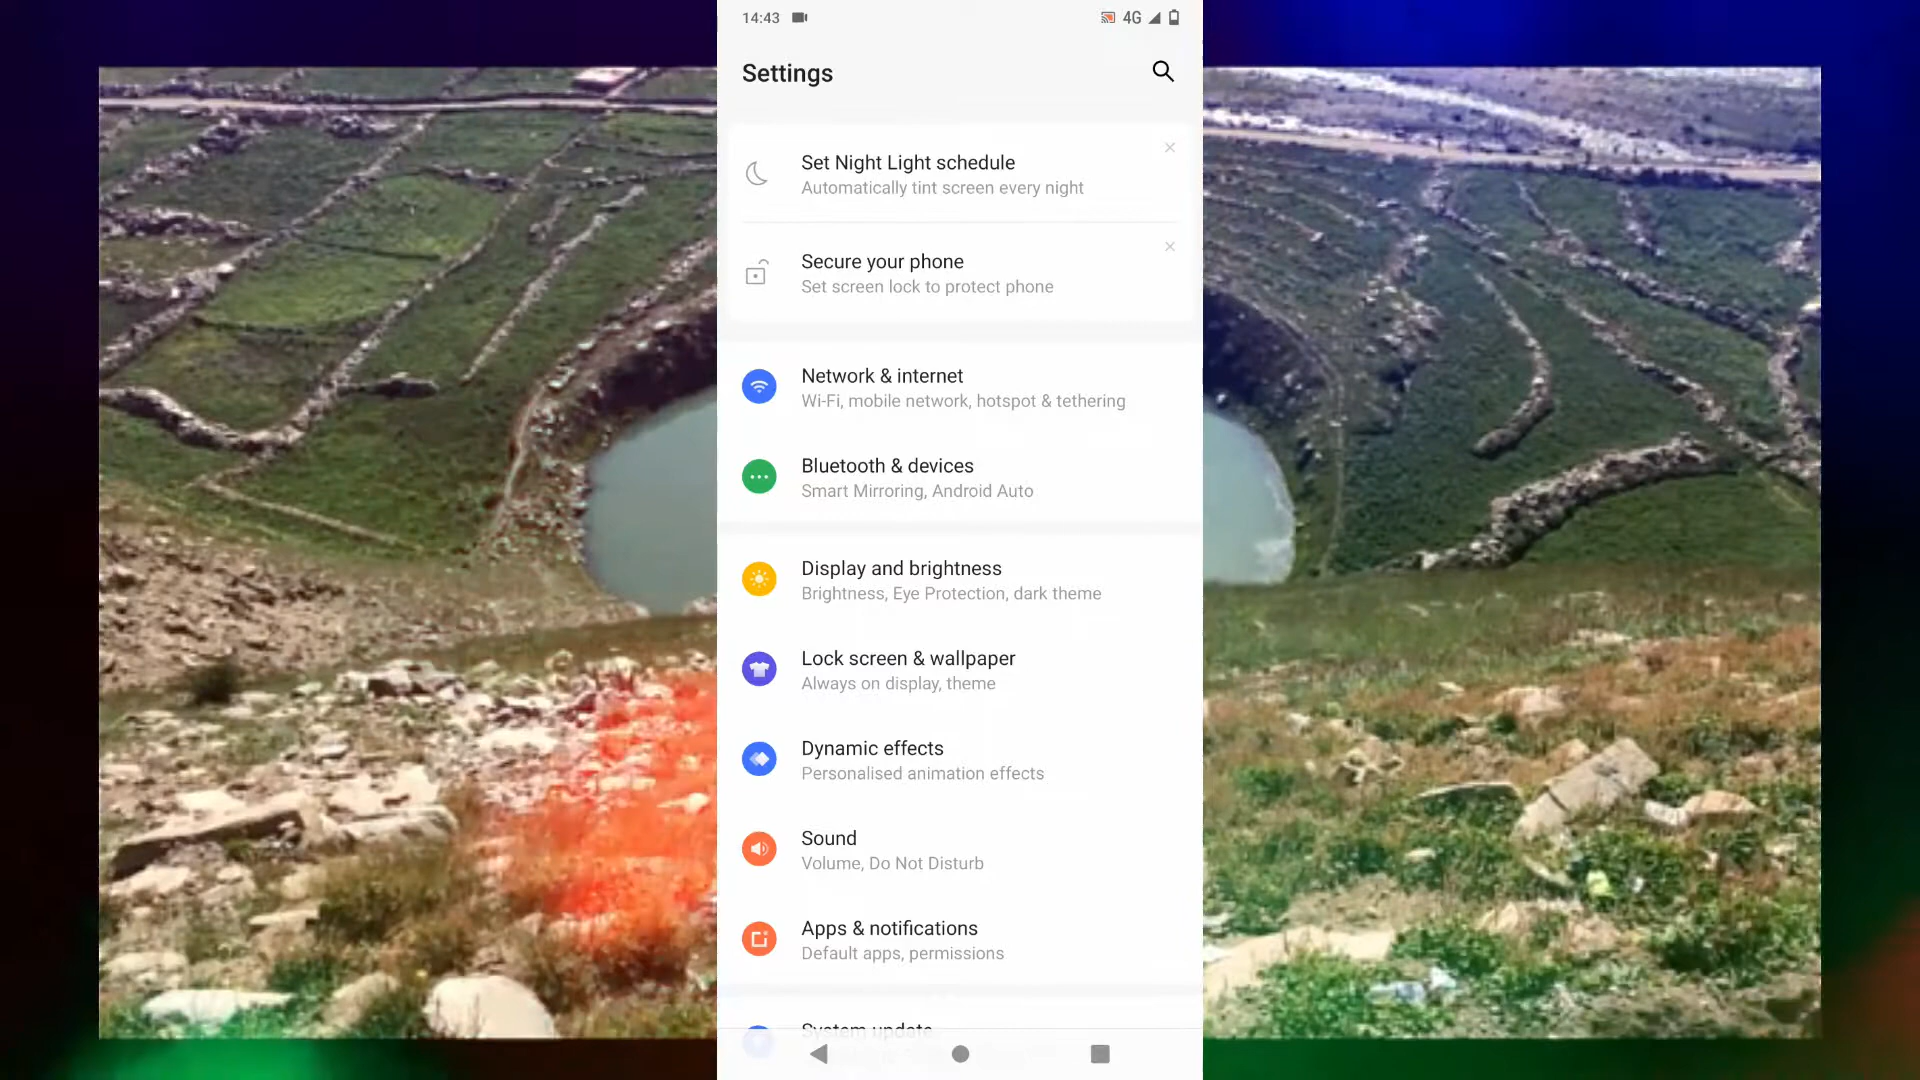 14:43
4G
Settings
Set Night Light schedule
Automatically tint screen every night
Secure your phone
Set screen lock to protect phone
Network & internet
Wi-Fi, mobile network, hotspot & tethering
Bluetooth & devices
Smart Mirroring, Android Auto
Display and brightness
Brightness, Eye Protection, dark theme
Lock screen & wallpaper
Always on display, theme
Dynamic effects
Personalised animation effects
Sound
Volume, Do Not Disturb
Apps & notifications
Default apps, permissions
System update